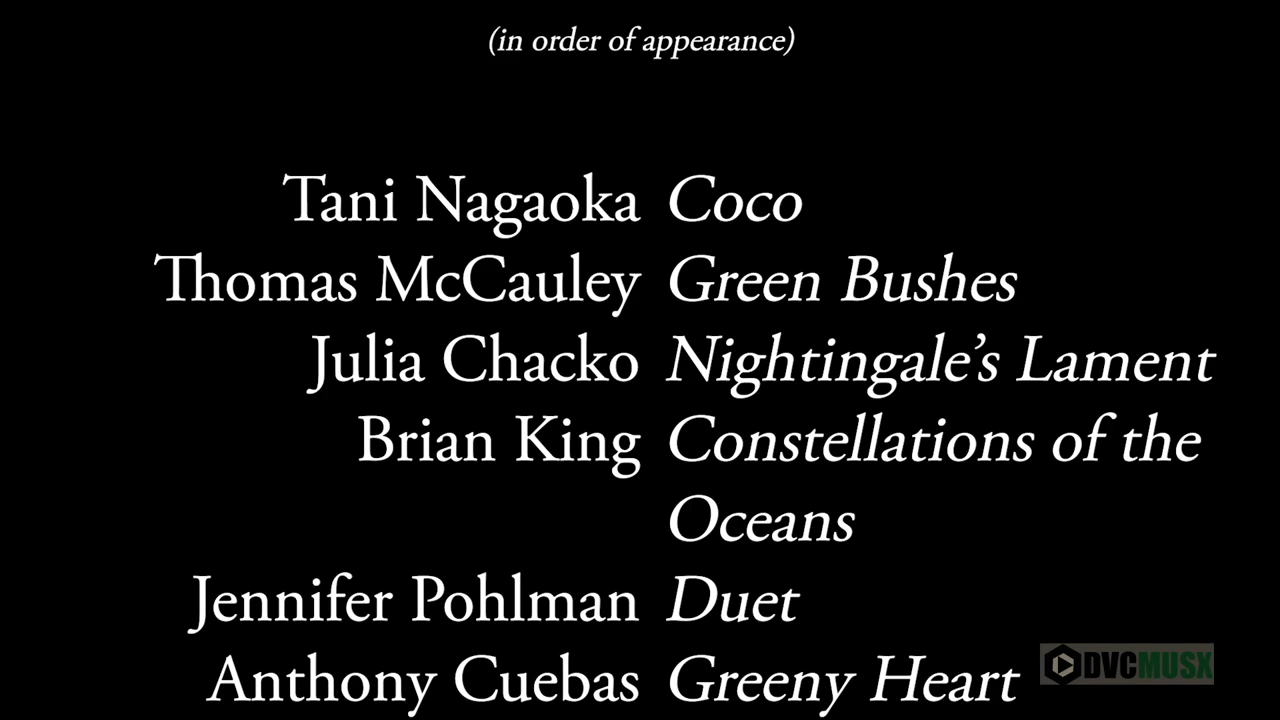 (in order of appearance)
Tani Nagaoka Coco
Thomas McCauley Green Bushes
Julia Chacko Nightingale’s Lament
Brian King Constellations of the
Oceans
Jennifer Pohlman Duet
Anthony Cuebas Greeny Heart
DVCMUSX